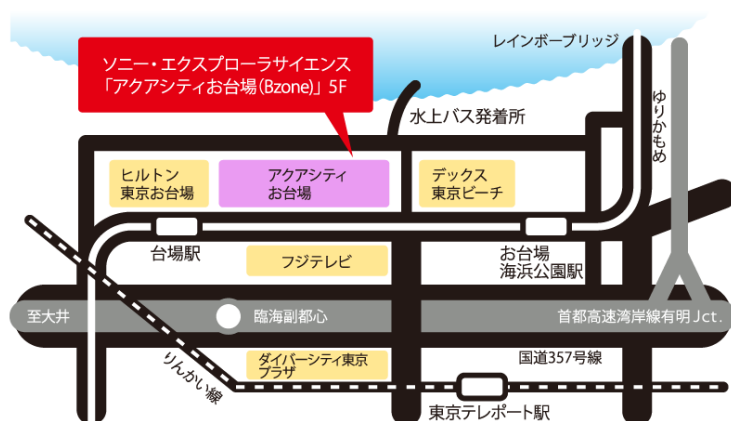 レインボーブリッジ
ソニー・エクスプローラサイエンス
「アクアシティお台場(Bzone)」5F
水上バス発着所
ゆりかもめ
ヒルトン
東京お台場
アクアシティ
お台場
デックス
東京ビーチ
台場駅
お台場
海浜公園駅
フジテレビ
至大井
臨海副都心
首都高速湾岸線有明Jct.
りんかい線
ダイバーシティ東京
プラザ
国道357号線
東京テレポート駅